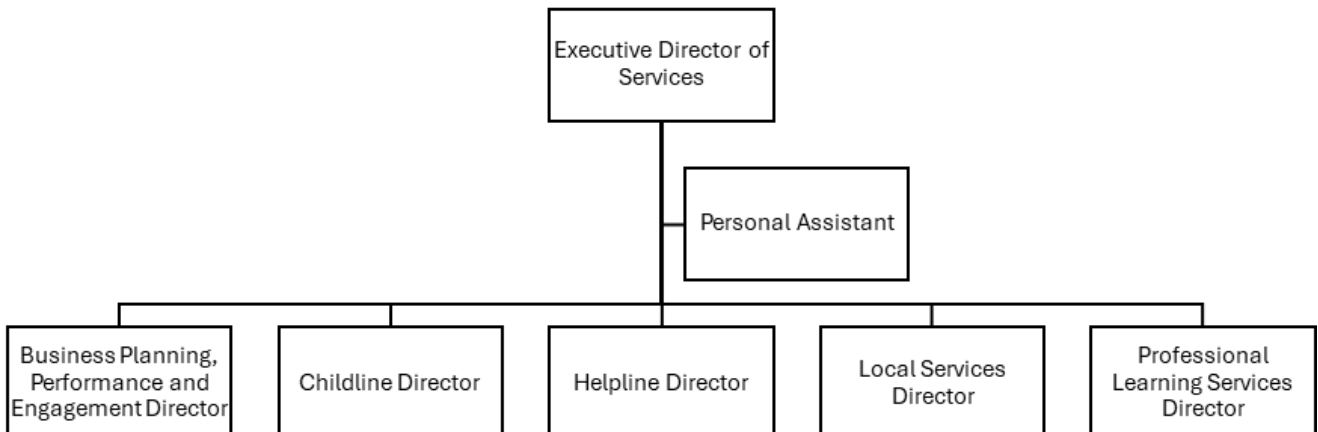 Executive Director of
Services
Personal Assistant
Business Planning,
Performance and
Engagement Director
Childline Director
Helpline Director
Local Services
Director
Professional
Learning Services
Director